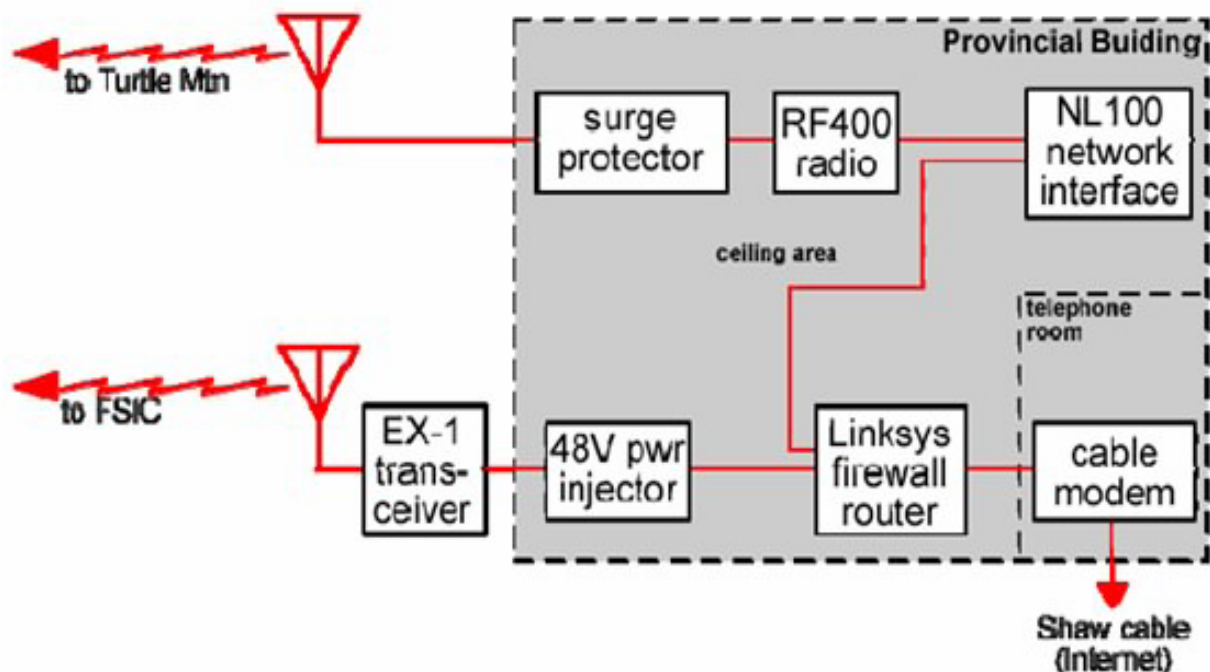 Provincial Buiding
to Turtle Mtn
surge
protector
RF400
radio
NL100
network
interface
ceiling area
telephone
room
to FSIC
EX-1
trans-
ceiver
48V pwr
injector
Linksys
firewall
router
cable
modem
Shaw cable
(Internet)